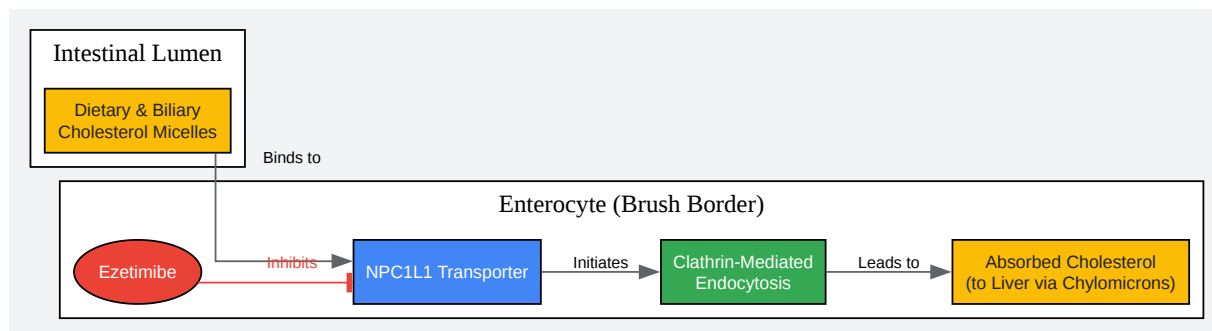 Intestinal Lumen
Dietary & Biliary
Cholesterol Micelles
Binds to
Enterocyte (Brush Border)
Ezetimibe
Inhibits
NPC1L1 Transporter
Initiates
Clathrin-Mediated
Endocytosis
Leads to
Absorbed Cholesterol
(to Liver via Chylomicrons)